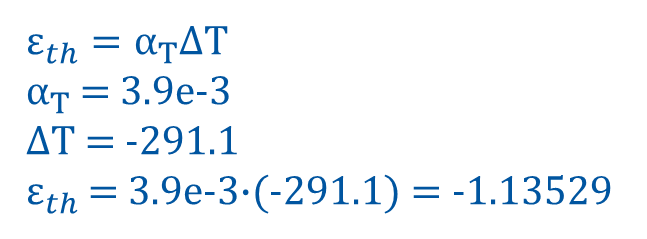 ε_th = α_TΔT
α_T = 3.9e-3
ΔT = -291.1
ε_th = 3.9e-3·(-291.1) = -1.13529